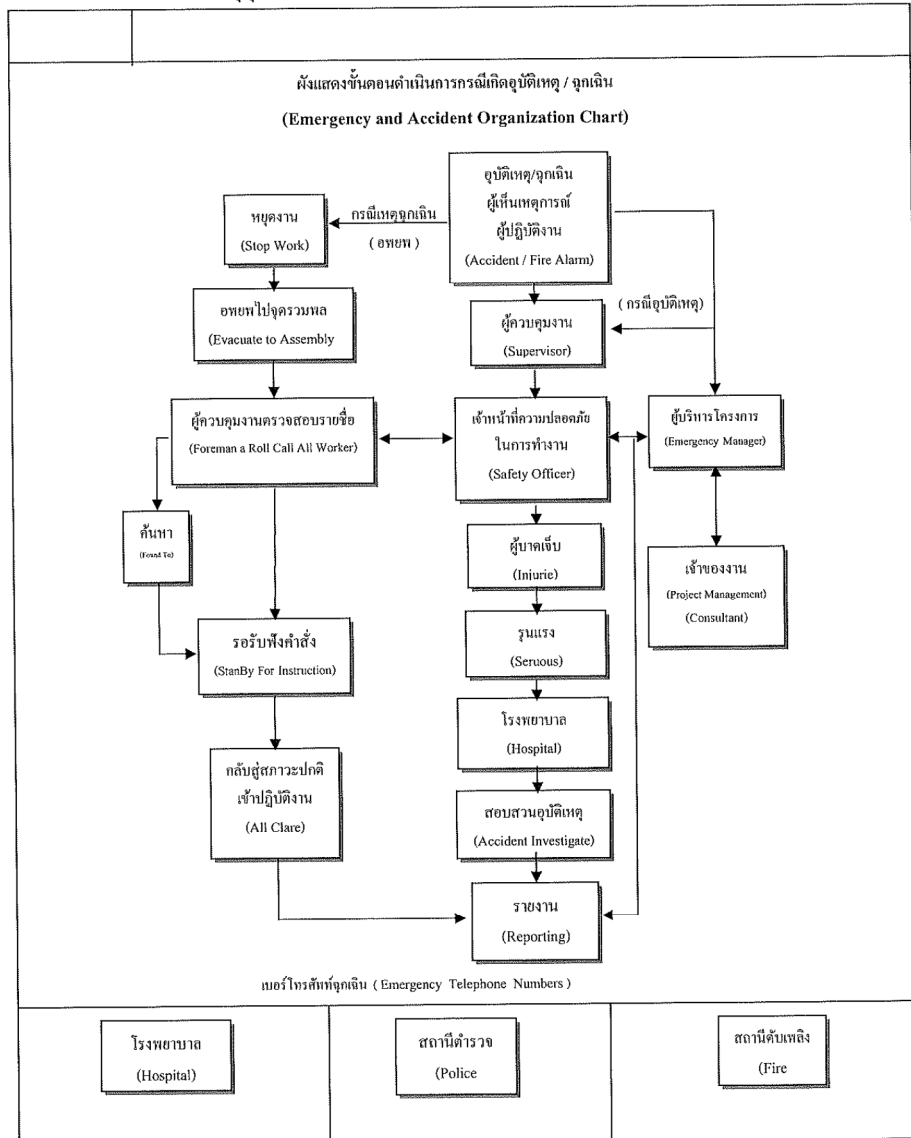 ผังแสดงขั้นตอนดำเนินการกรณีเกิดอุบัติเหตุ / ฉุกเฉิน
(Emergency and Accident Organization Chart)
อุบัติเหตุ/ฉุกเฉิน
ผู้เห็นเหตุการณ์
ผู้ปฏิบัติงาน
(Accident / Fire Alarm)
กรณีเหตุฉุกเฉิน
( อพยพ )
หยุดงาน
(Stop Work)
อพยพไปจุดรวมพล
(Evacuate to Assembly
ผู้ควบคุมงาน
(Supervisor)
( กรณีอุบัติเหตุ)
ผู้ควบคุมงานตรวจสอบรายชื่อ
(Foreman a Roll Call All Worker)
เจ้าหน้าที่ความปลอดภัย
ในการทำงาน
(Safety Officer)
ผู้บริหารโครงการ
(Emergency Manager)
ค้นหา
(Found To)
ผู้บาดเจ็บ
(Injurie)
เจ้าของงาน
(Project Management)
(Consultant)
รอรับฟังคำสั่ง
(StanBy For Instruction)
รุนแรง
(Seruous)
โรงพยาบาล
(Hospital)
กลับสู่สภาวะปกติ
เข้าปฏิบัติงาน
(All Clare)
สอบสวนอุบัติเหตุ
(Accident Investigate)
รายงาน
(Reporting)
เบอร์โทรศัพท์ฉุกเฉิน ( Emergency Telephone Numbers )
โรงพยาบาล
(Hospital)
สถานีตำรวจ
(Police
สถานีดับเพลิง
(Fire